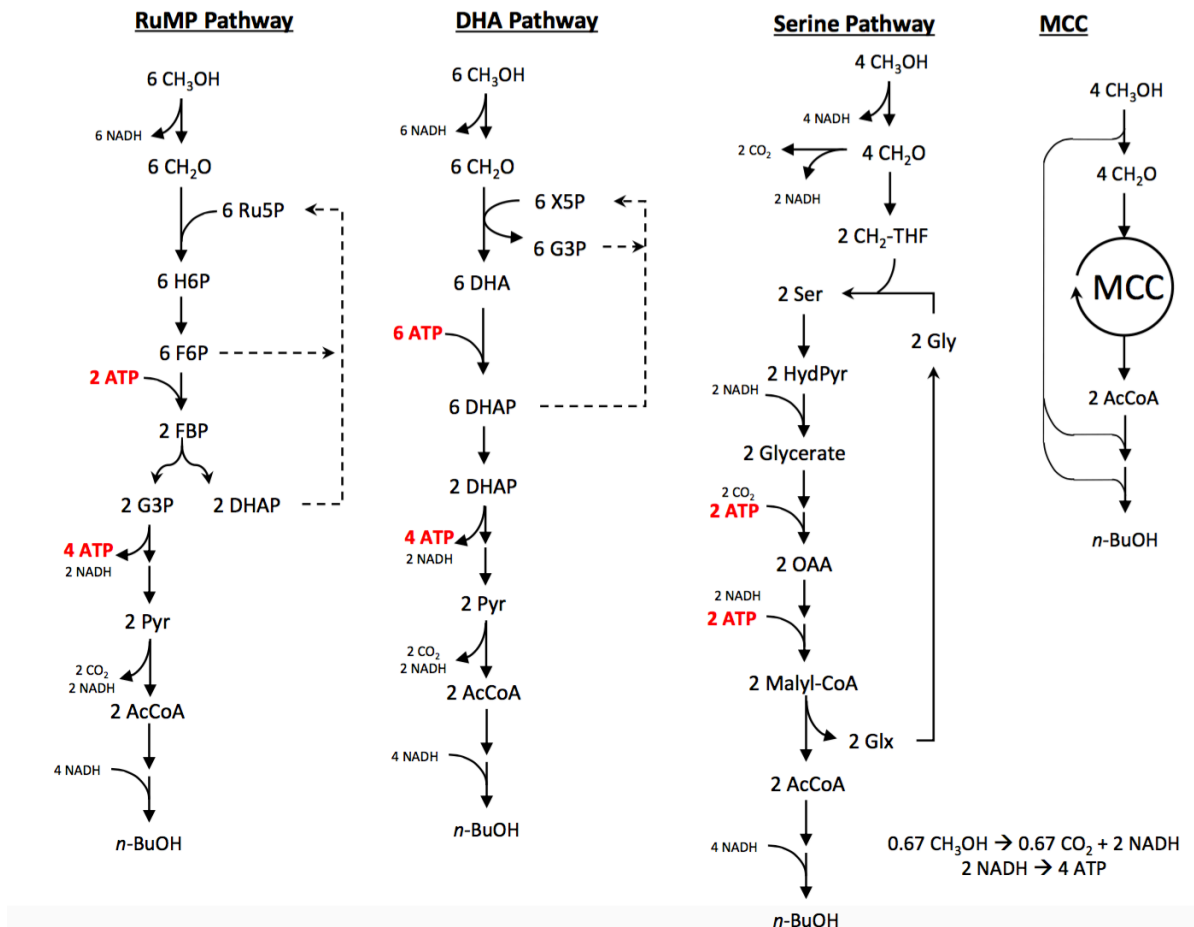 RuMP Pathway
6 CH₃OH
6 NADH
6 CH₂O
6 Ru5P
6 H6P
6 F6P
2 ATP
2 FBP
2 G3P
2 DHAP
4 ATP
2 NADH
2 Pyr
2 CO₂
2 NADH
2 AcCoA
4 NADH
n-BuOH
DHA Pathway
6 CH₃OH
6 NADH
6 CH₂O
6 X5P
6 G3P
6 DHA
6 ATP
6 DHAP
2 DHAP
4 ATP
2 NADH
2 Pyr
2 CO₂
2 NADH
2 AcCoA
4 NADH
n-BuOH
Serine Pathway
4 CH₃OH
4 NADH
2 CO₂
4 CH₂O
2 NADH
2 CH₂-THF
2 Ser
2 Gly
2 HydPyr
2 NADH
2 Glycerate
2 CO₂
2 ATP
2 OAA
2 NADH
2 ATP
2 Malyl-CoA
2 Glx
2 AcCoA
4 NADH
n-BuOH
MCC
4 CH₃OH
4 CH₂O
MCC
2 AcCoA
n-BuOH
0.67 CH₃OH → 0.67 CO₂ + 2 NADH
2 NADH → 4 ATP